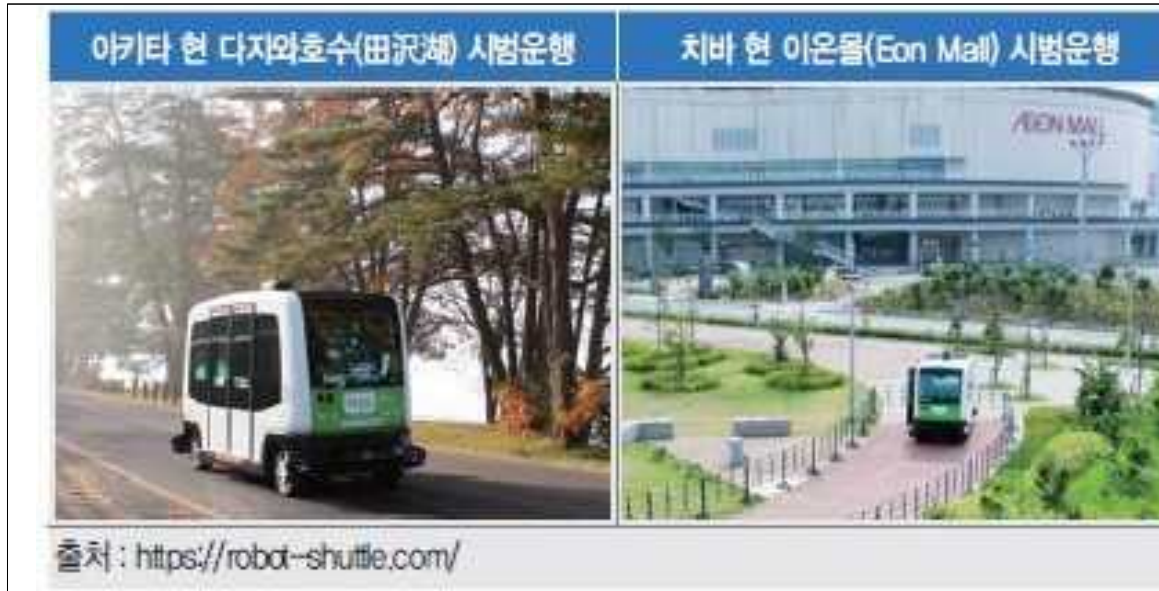 아키타 현 다자와호수(田沢湖) 시범운행
치바 현 이온몰(Eon Mall) 시범운행
AEON MALL
출처 : https://robot-shuttle.com/